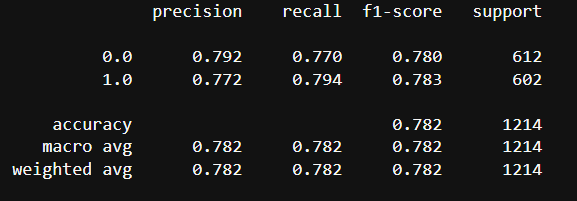 precision recall f1-score support
0.0 0.792 0.770 0.780 612
1.0 0.772 0.794 0.783 602
accuracy 0.782 1214
macro avg 0.782 0.782 0.782 1214
weighted avg 0.782 0.782 0.782 1214